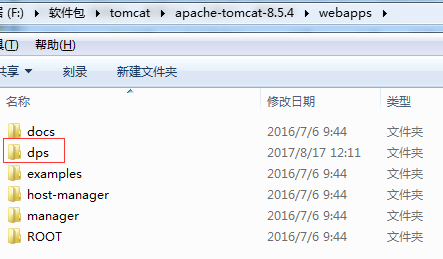 (F:) ▸ 软件包 ▸ tomcat ▸ apache-tomcat-8.5.4 ▸ webapps ▸
(T) 帮助(H)
共享 ▼ 刻录 新建文件夹
名称 修改日期 类型
docs 2016/7/6 9:44 文件夹
dps 2017/8/17 12:11 文件夹
examples 2016/7/6 9:44 文件夹
host-manager 2016/7/6 9:44 文件夹
manager 2016/7/6 9:44 文件夹
ROOT 2016/7/6 9:44 文件夹